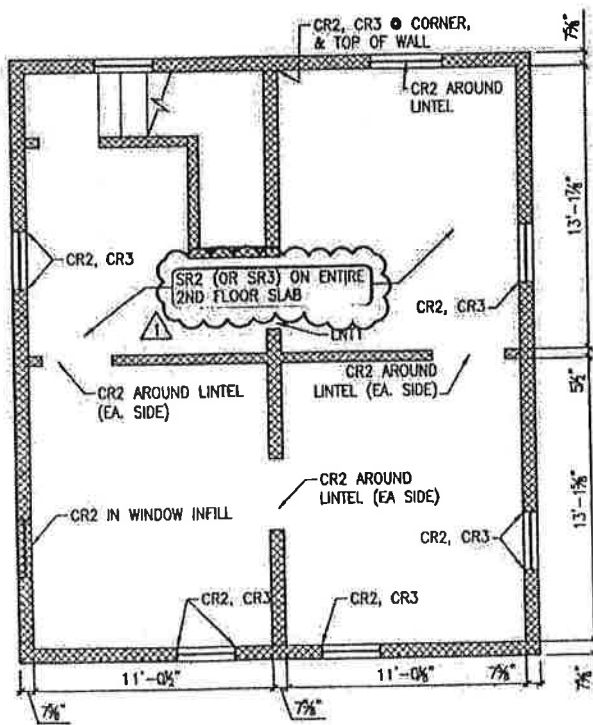 CR2, CR3 @ CORNER,
& TOP OF WALL
7⅝"
CR2 AROUND
LINTEL
13'-1⅞"
CR2, CR3
SR2 (OR SR3) ON ENTIRE
2ND FLOOR SLAB
CR2, CR3
1
LNT1
CR2 AROUND LINTEL
(EA. SIDE)
CR2 AROUND
LINTEL (EA. SIDE)
5½"
CR2 AROUND
LINTEL (EA SIDE)
CR2 IN WINDOW INFILL
13'-1⅝"
CR2, CR3
CR2, CR3
CR2, CR3
11'-0½"
11'-0⅛"
7⅝"
7⅝"
7⅝"
7⅝"